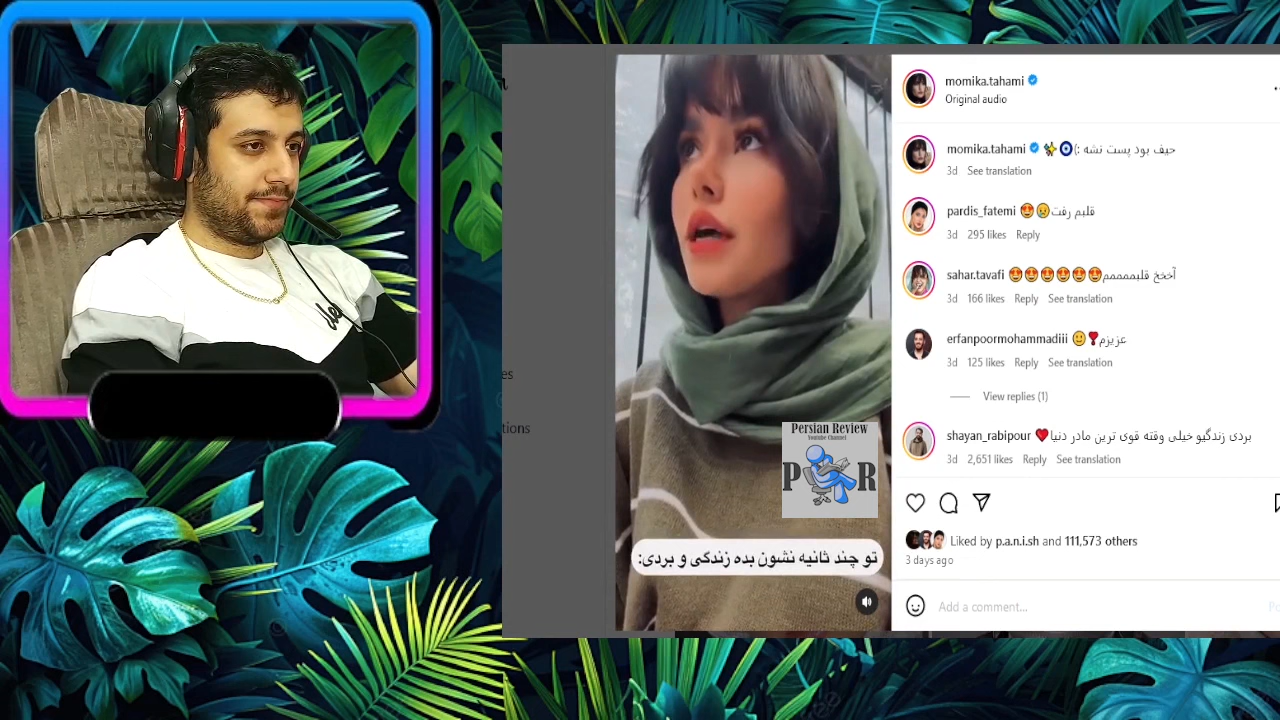 momika.tahami
Original audio
momika.tahami حیف بود پست نشه :)
3d See translation
pardis_fatemi قلبم رفت
3d 295 likes Reply
sahar.tavafi آخخخ قلبمممممم
3d 166 likes Reply See translation
erfanpoormohammadiii عزیزم
3d 125 likes Reply See translation
View replies (1)
shayan_rabipour بردی زندگیو خیلی وقته قوی ترین مادر دنیا
3d 2,651 likes Reply See translation
Liked by p.a.n.i.sh and 111,573 others
3 days ago
Add a comment...
Persian Review
Youtube Channel
P R
تو چند ثانیه نشون بده زندگی و بردی:
es
tions